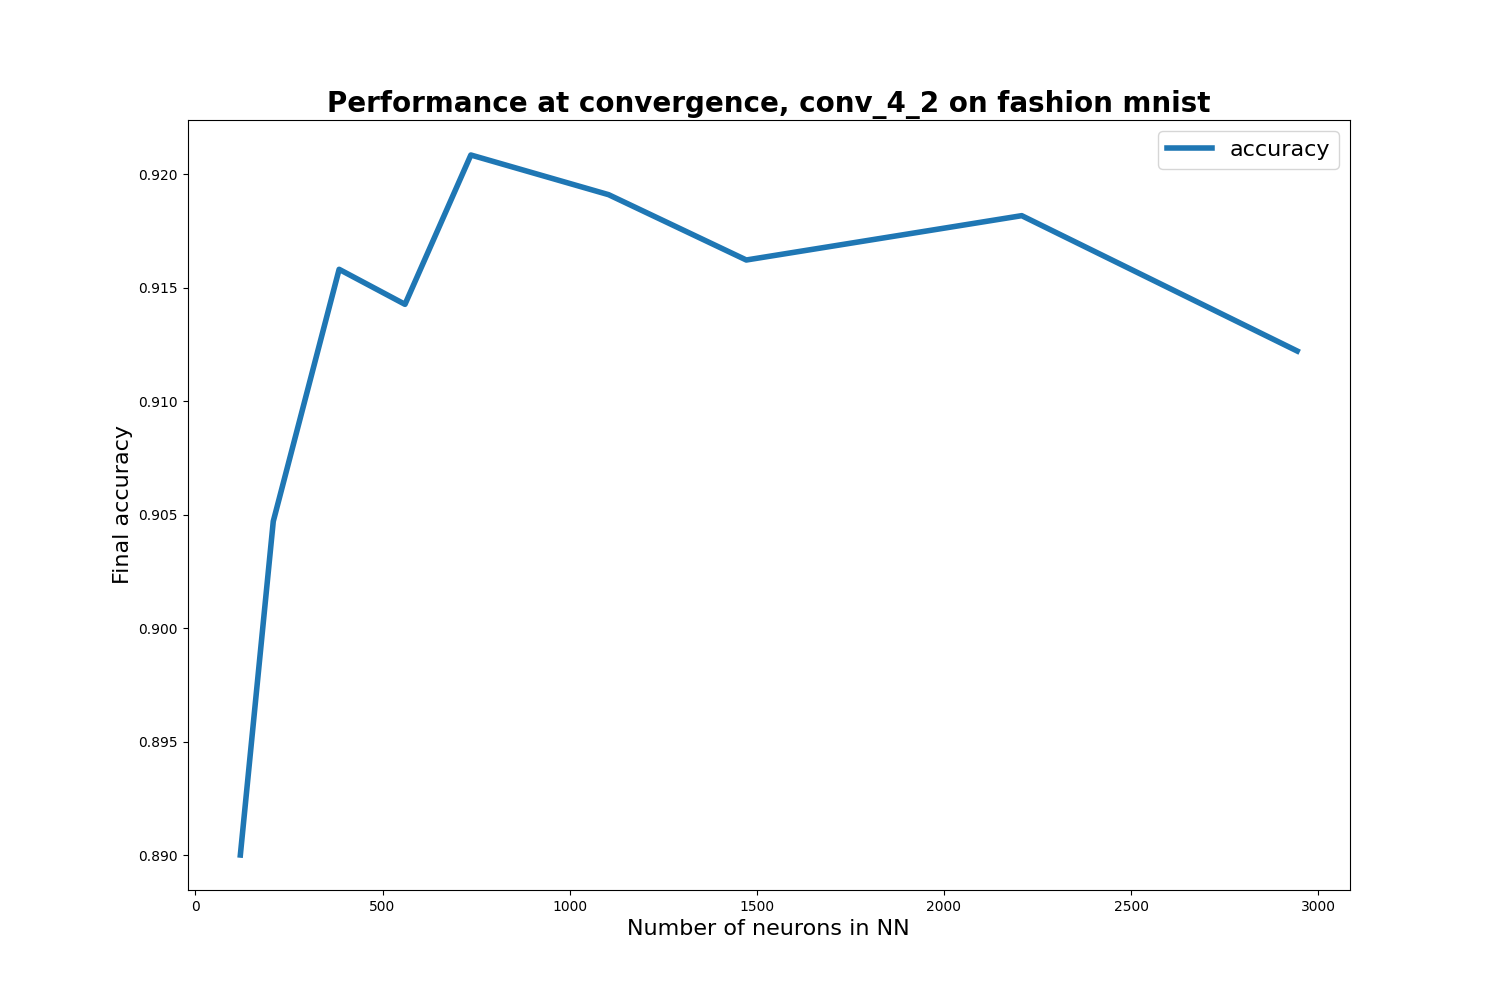 Performance at convergence, conv_4_2 on fashion mnist
accuracy
0.920
0.915
0.910
0.905
0.900
0.895
0.890
Final accuracy
0 500 1000 1500 2000 2500 3000
Number of neurons in NN